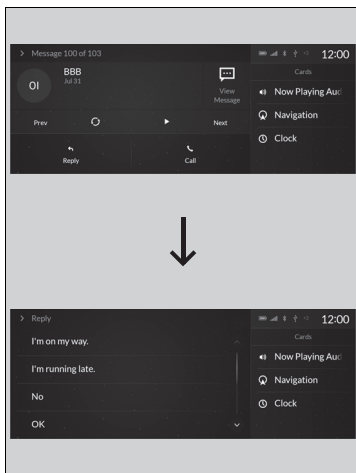 Message 100 of 103
12:00
BBB
Jul 31
OI
View
Message
Prev
Next
Reply
Call
Cards
Now Playing Aud
Navigation
Clock
Reply
12:00
I'm on my way.
I'm running late.
No
OK
Cards
Now Playing Aud
Navigation
Clock